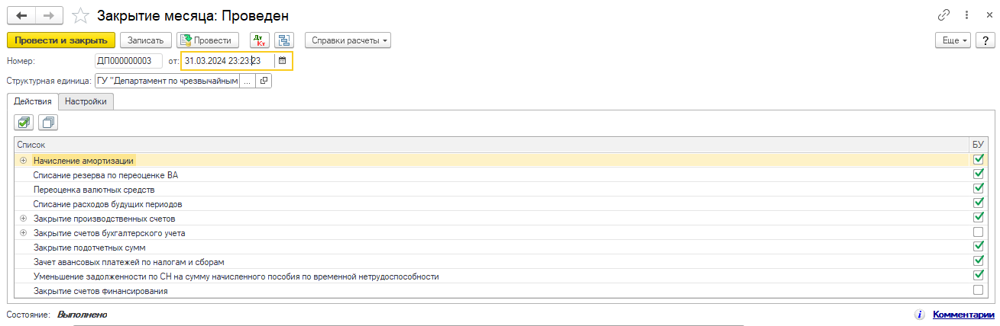 Закрытие месяца: Проведен
Провести и закрыть Записать Провести Дт Кт Справки расчеты Еще ?
Номер: ДП000000003 от: 31.03.2024 23:23:23
Структурная единица: ГУ "Департамент по чрезвычайным ...
Действия Настройки
Список БУ
Начисление амортизации
Списание резерва по переоценке ВА
Переоценка валютных средств
Списание расходов будущих периодов
Закрытие производственных счетов
Закрытие счетов бухгалтерского учета
Закрытие подотчетных сумм
Зачет авансовых платежей по налогам и сборам
Уменьшение задолженности по СН на сумму начисленного пособия по временной нетрудоспособности
Закрытие счетов финансирования
Состояние: Выполнено i Комментарии